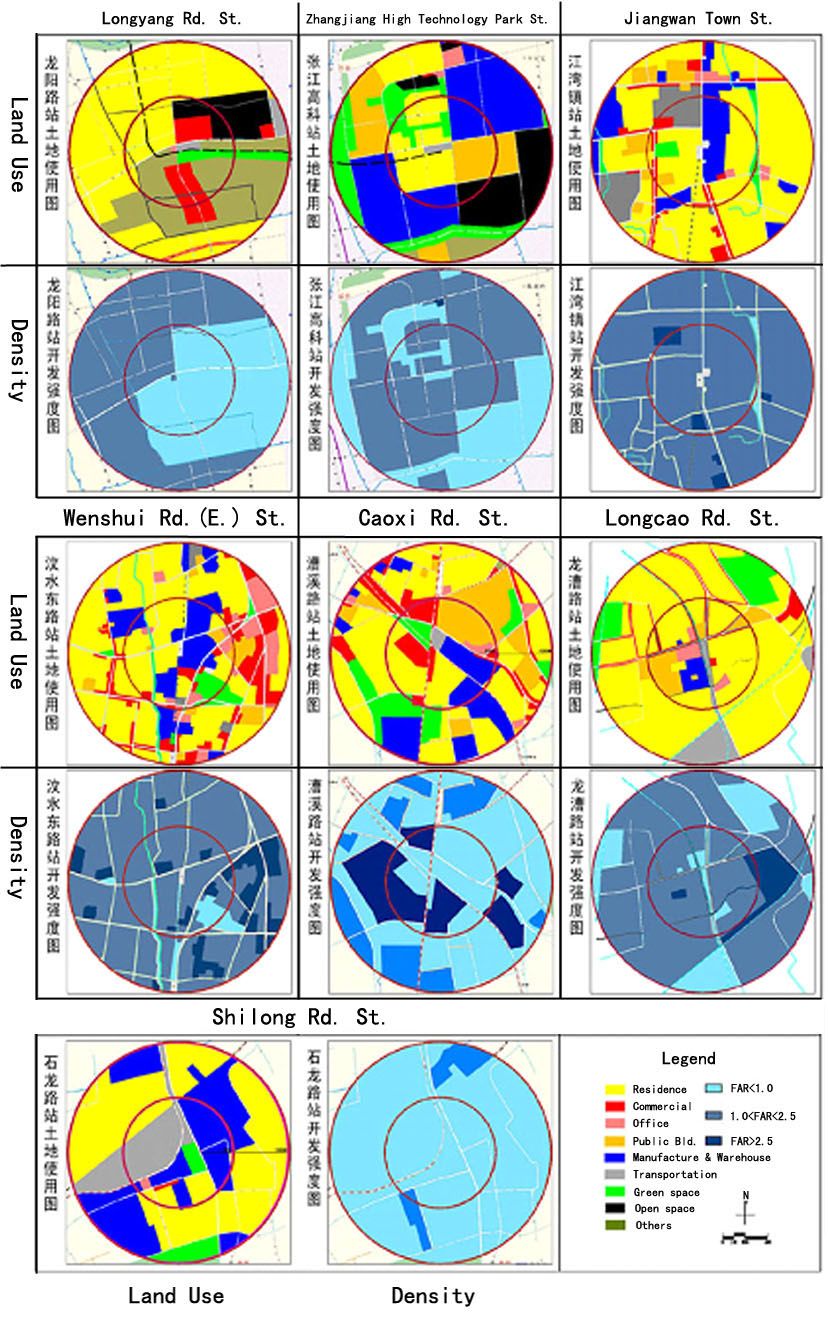 Longyang Rd. St.
Zhangjiang High Technology Park St.
Jiangwan Town St.
Land Use
龙阳路站土地使用图
张江高科站土地使用图
江湾镇站土地使用图
Density
龙阳路站开发强度图
张江高科站开发强度图
江湾镇站开发强度图
Wenshui Rd.(E.) St.
Caoxi Rd. St.
Longcao Rd. St.
Land Use
汶水东路站土地使用图
漕溪路站土地使用图
龙漕路站土地使用图
Density
汶水东路站开发强度图
漕溪路站开发强度图
龙漕路站开发强度图
Shilong Rd. St.
石龙路站土地使用图
石龙路站开发强度图
Legend
Residence
FAR<1.0
Commercial
1.0<FAR<2.5
Office
Public Bld.
FAR>2.5
Manufacture & Warehouse
Transportation
Green space
N
Open space
Others
Land Use
Density